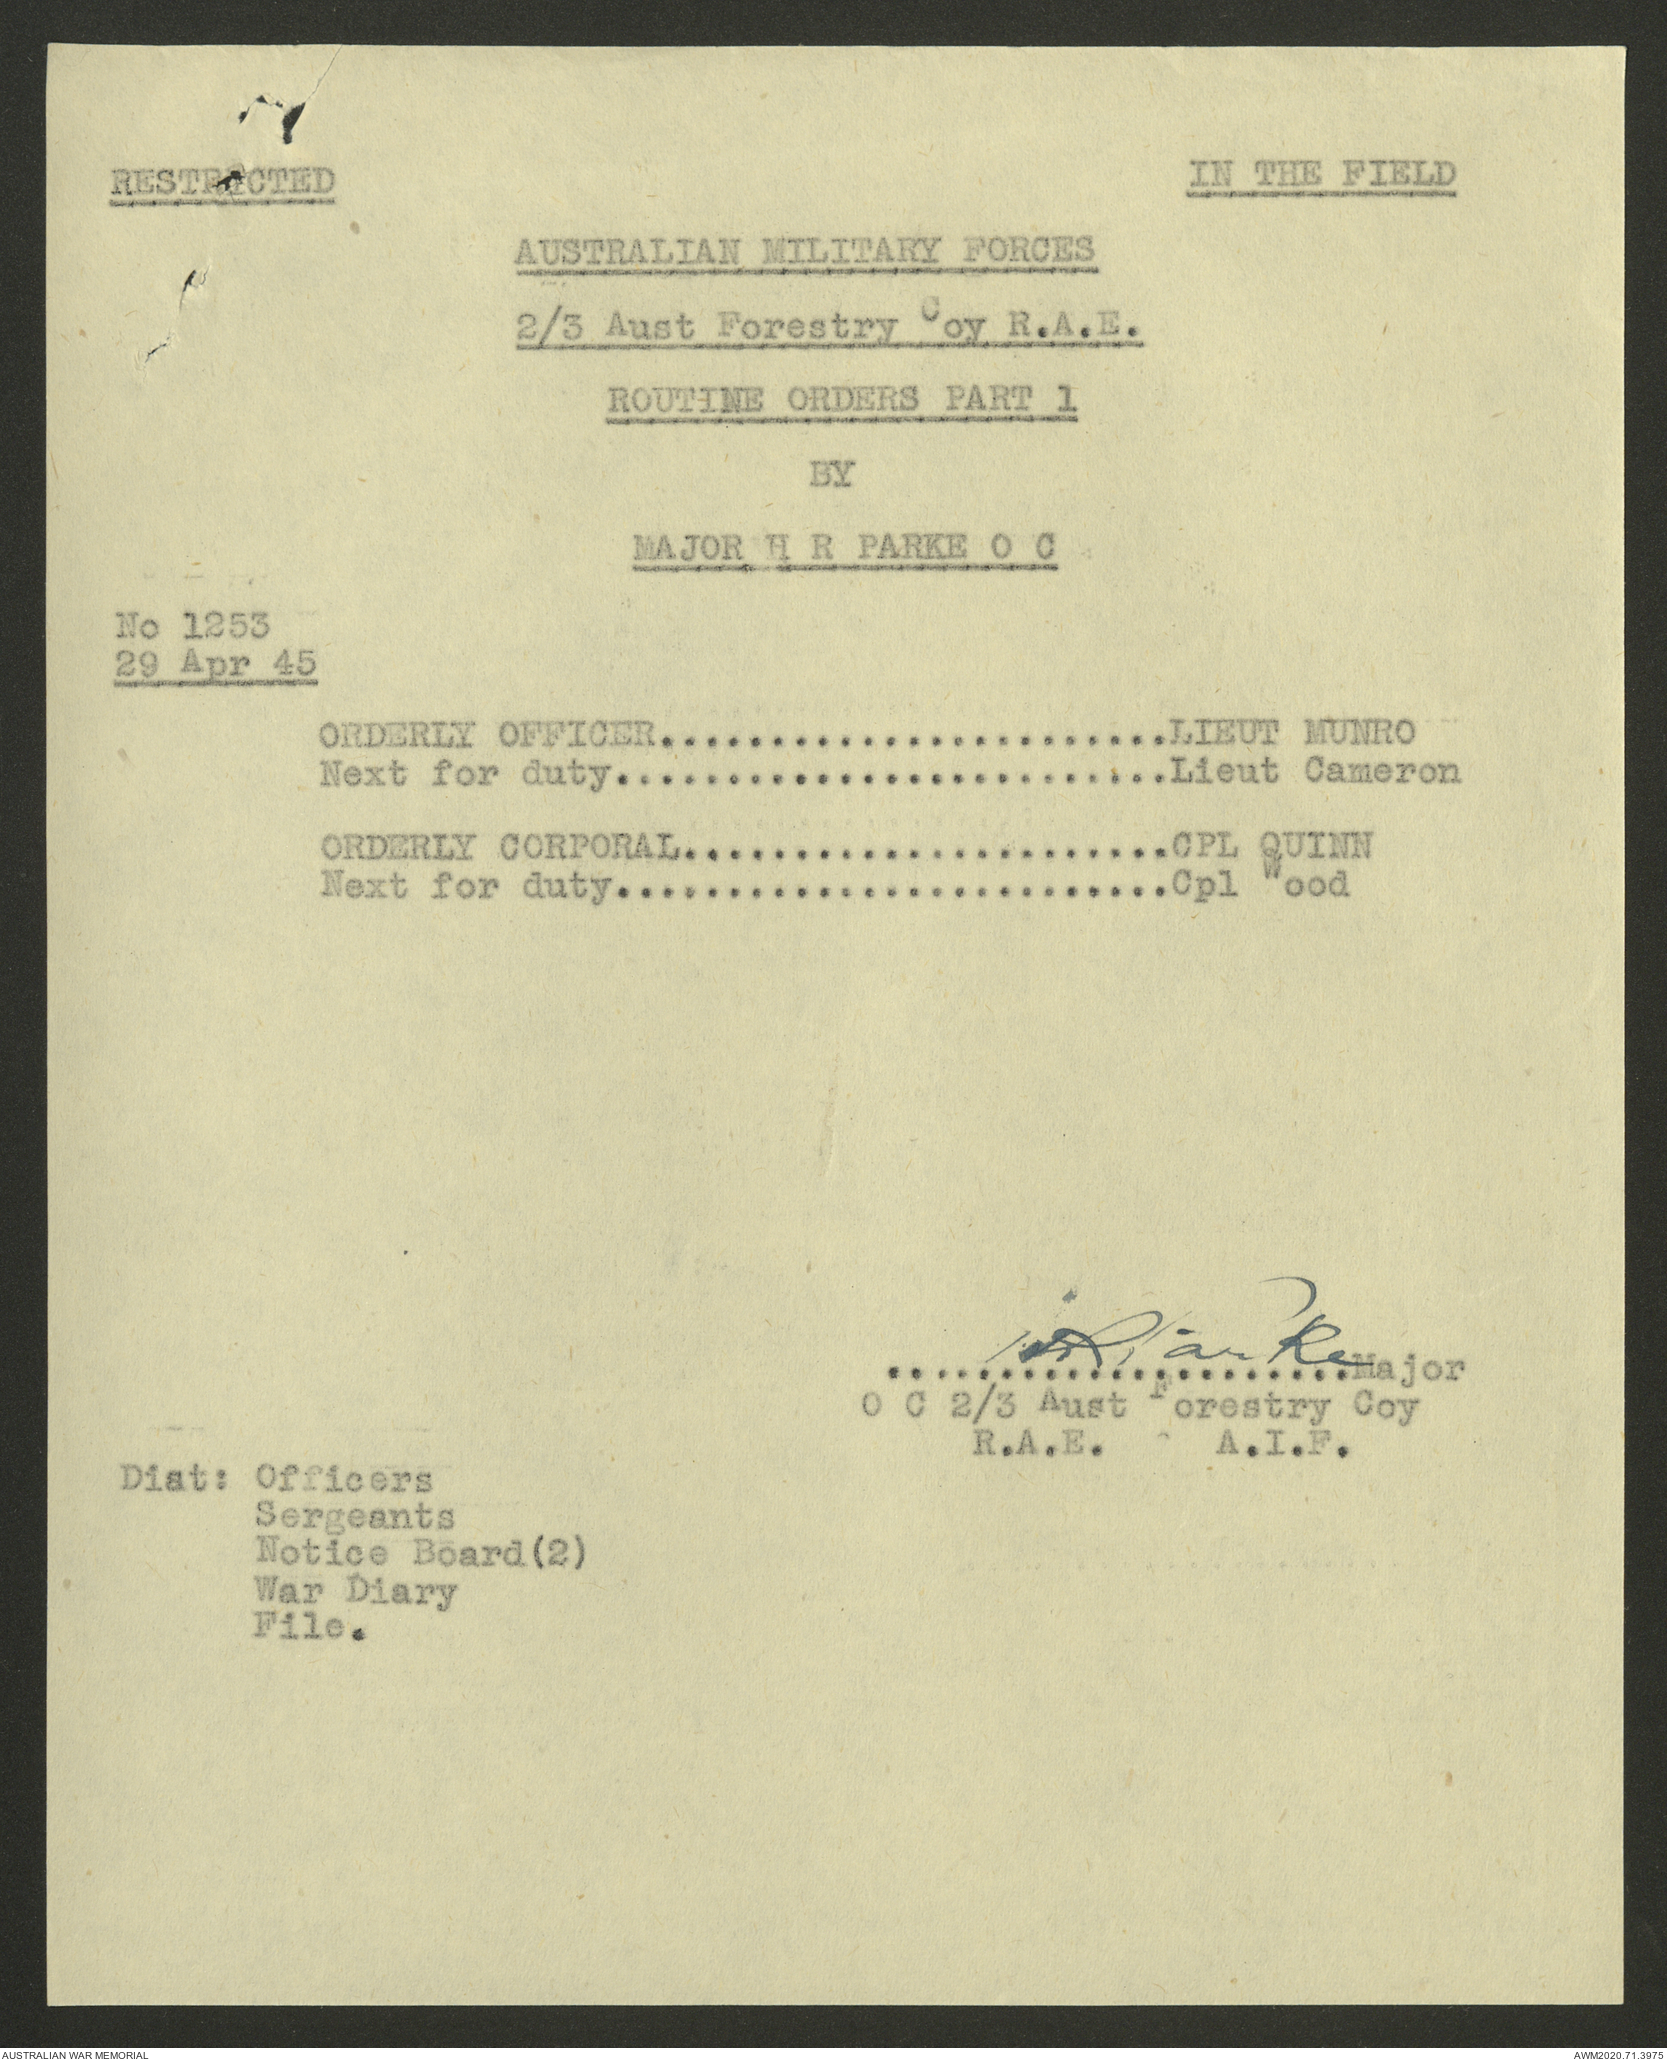 RESTRICTED IN THE FIELD
AUSTRALIAN MILITARY FORCES
2/3 Aust Forestry Coy R.A.E.
ROUTINE ORDERS PART 1
BY
MAJOR H R PARKE O C
No 1253
29 Apr 45
ORDERLY OFFICER.......................LIEUT MUNRO
Next for duty.........................Lieut Cameron
ORDERLY CORPORAL......................CPL QUINN
Next for duty.........................Cpl Wood
HRParke
.....................Major
O C 2/3 Aust Forestry Coy
R.A.E. A.I.F.
Dist: Officers
Sergeants
Notice Board(2)
War Diary
File.
AUSTRALIAN WAR MEMORIAL AWM2020.71.3975